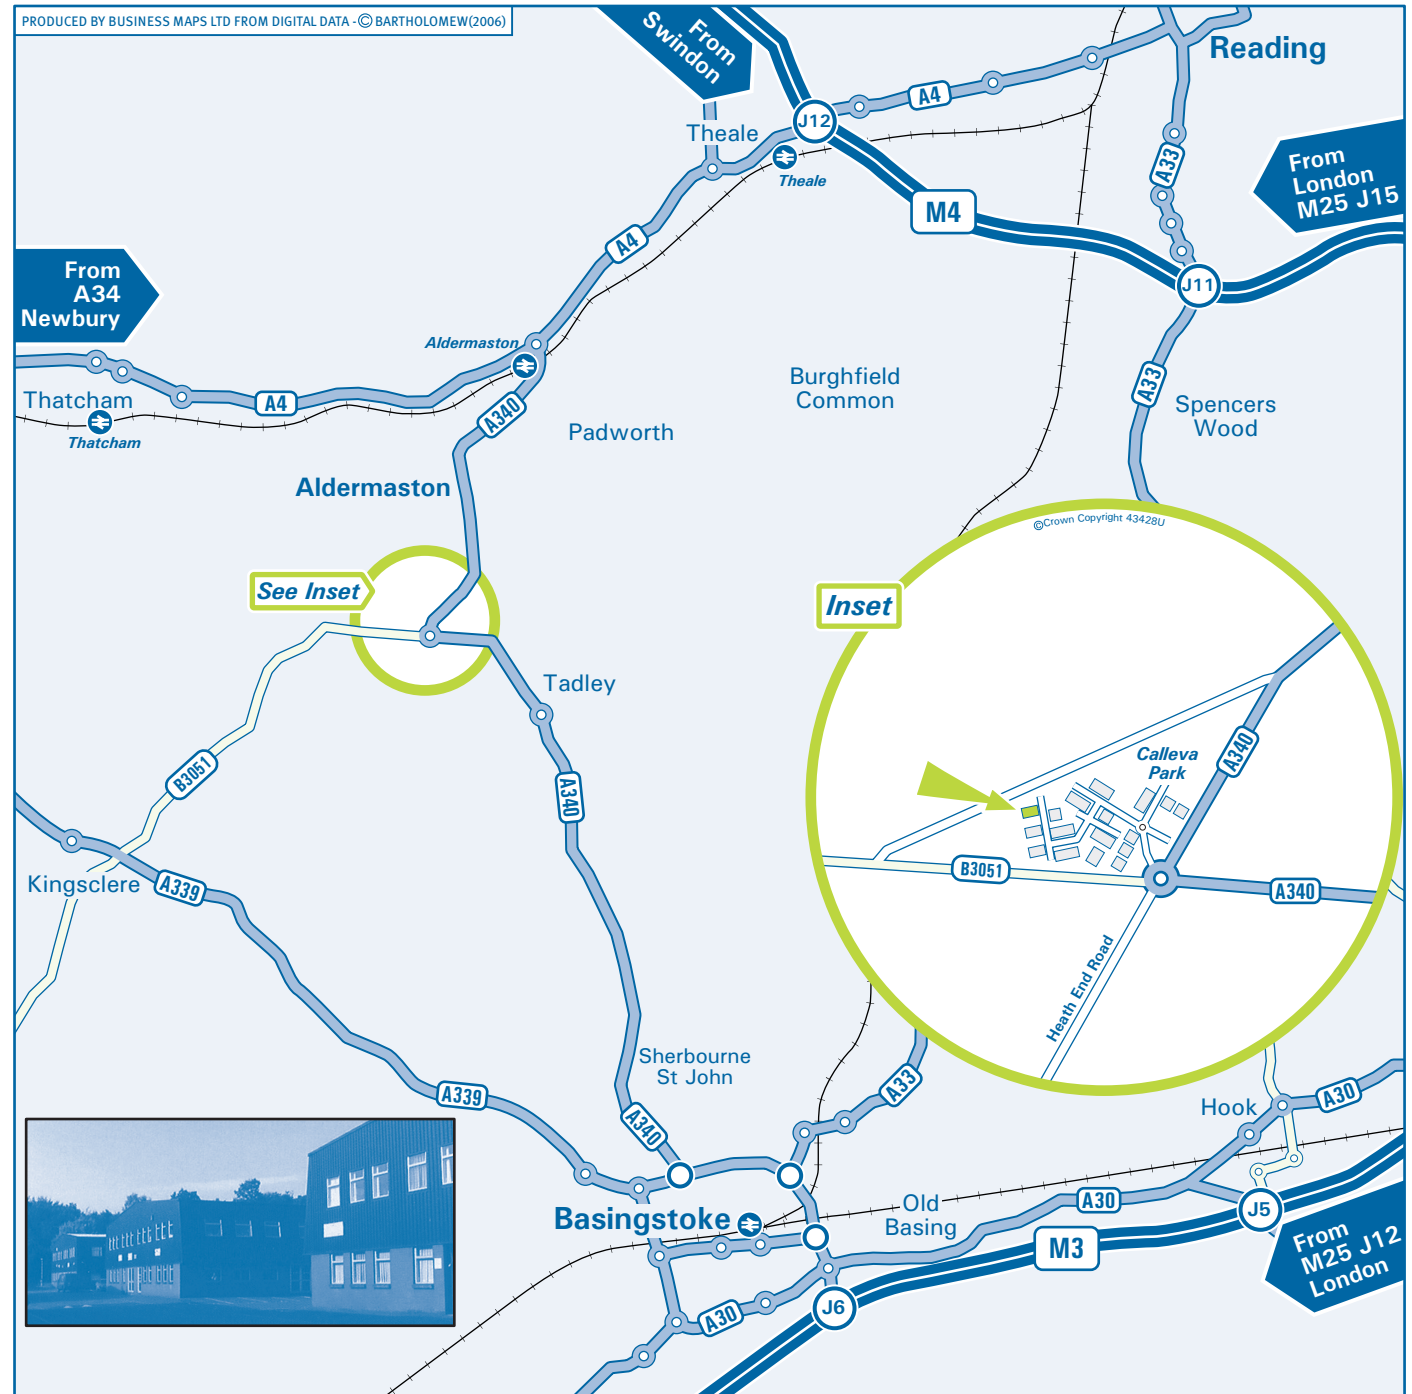 PRODUCED BY BUSINESS MAPS LTD FROM DIGITAL DATA - © BARTHOLOMEW(2006)
From
Swindon
Reading
A4
J12
Theale
Theale
A33
From
London
M25 J15
M4
A4
From
A34
Newbury
J11
Aldermaston
Thatcham
A4
Thatcham
A340
Burghfield
Common
A33
Spencers
Wood
Padworth
Aldermaston
©Crown Copyright 43428U
See Inset
Inset
Tadley
B3051
A340
Calleva
Park
A340
B3051
A340
Heath End Road
Kingsclere
A339
Sherbourne
St John
A339
A340
A33
Hook
A30
Basingstoke
Old
Basing
A30
J5
M3
From
M25 J12
London
A30
J6